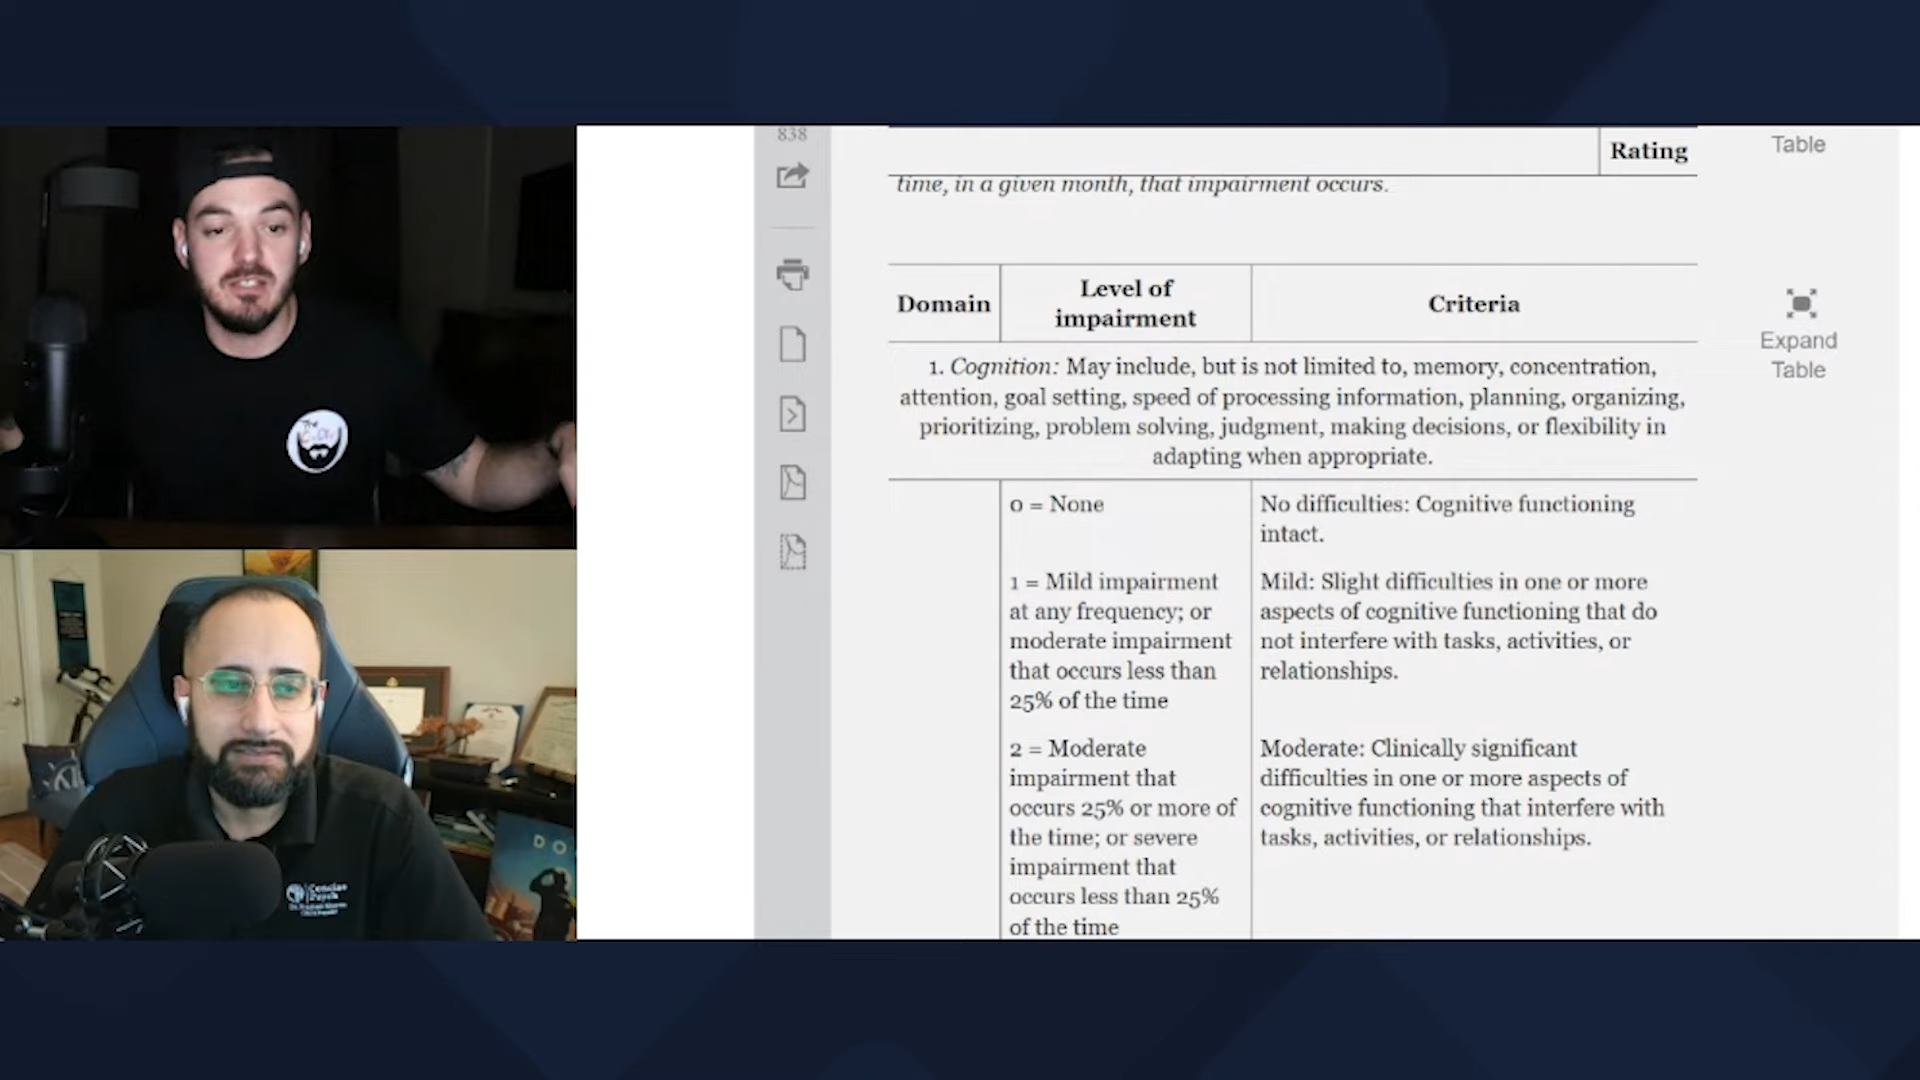 838
Rating
Table
time, in a given month, that impairment occurs.
Domain
Level of
impairment
Criteria
Expand
Table
1. Cognition: May include, but is not limited to, memory, concentration,
attention, goal setting, speed of processing information, planning, organizing,
prioritizing, problem solving, judgment, making decisions, or flexibility in
adapting when appropriate.
0 = None
No difficulties: Cognitive functioning
intact.
1 = Mild impairment
at any frequency; or
moderate impairment
that occurs less than
25% of the time
Mild: Slight difficulties in one or more
aspects of cognitive functioning that do
not interfere with tasks, activities, or
relationships.
2 = Moderate
impairment that
occurs 25% or more of
the time; or severe
impairment that
occurs less than 25%
of the time
Moderate: Clinically significant
difficulties in one or more aspects of
cognitive functioning that interfere with
tasks, activities, or relationships.
The
Concise
Psych
D O